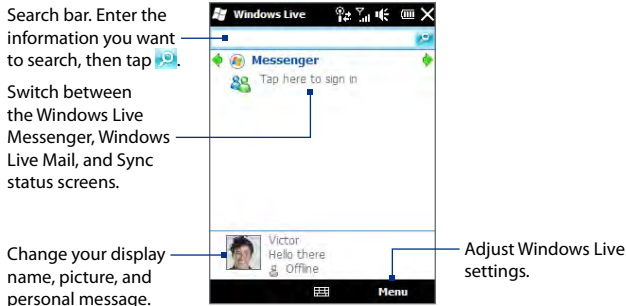 Search bar. Enter the
information you want
to search, then tap .
Switch between
the Windows Live
Messenger, Windows
Live Mail, and Sync
status screens.
Change your display
name, picture, and
personal message.
Windows Live
Messenger
Tap here to sign in
Victor
Hello there
Offline
Menu
Adjust Windows Live
settings.